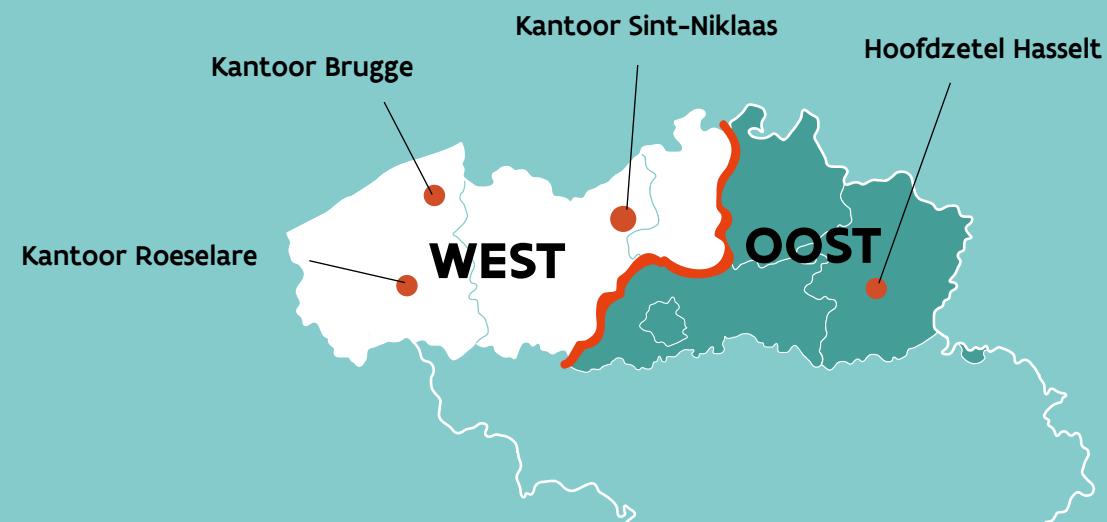 Kantoor Sint-Niklaas
Hoofdzetel Hasselt
Kantoor Brugge
OOST
WEST
Kantoor Roeselare